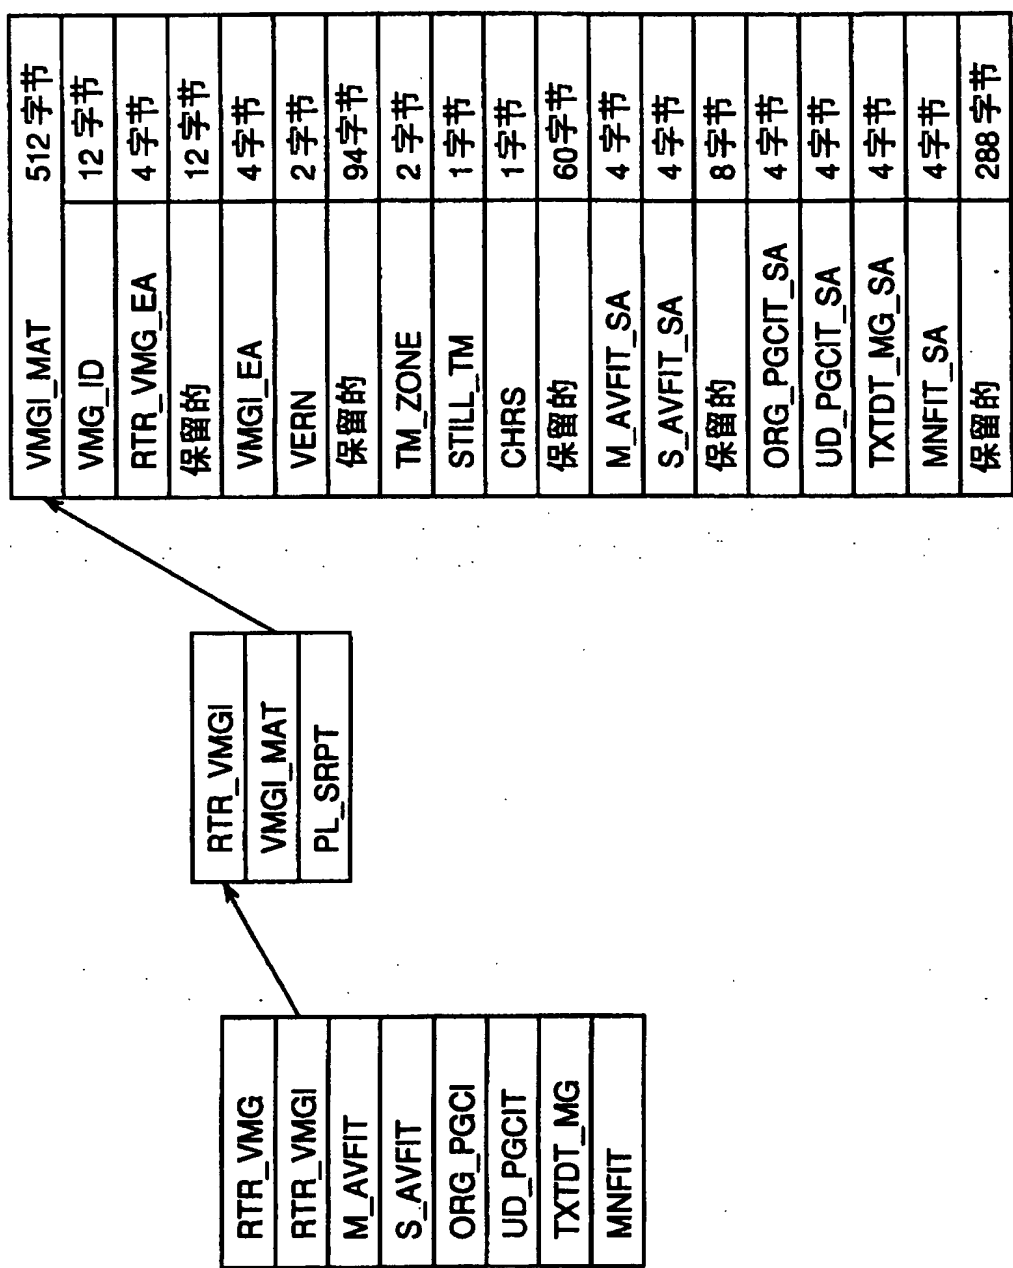 RTR_VMG
RTR_VMGI
M_AVFIT
S_AVFIT
ORG_PGCI
UD_PGCIT
TXTDT_MG
MNFIT
RTR_VMGI
VMGI_MAT
PL_SRPT
VMGI_MAT 512 字节
VMG_ID 12 字节
RTR_VMG_EA 4 字节
保留的 12 字节
VMGI_EA 4 字节
VERN 2 字节
保留的 94字节
TM_ZONE 2 字节
STILL_TM 1 字节
CHRS 1字节
保留的 60字节
M_AVFIT_SA 4 字节
S_AVFIT_SA 4 字节
保留的 8 字节
ORG_PGCIT_SA 4 字节
UD_PGCIT_SA 4 字节
TXTDT_MG_SA 4 字节
MNFIT_SA 4字节
保留的 288 字节